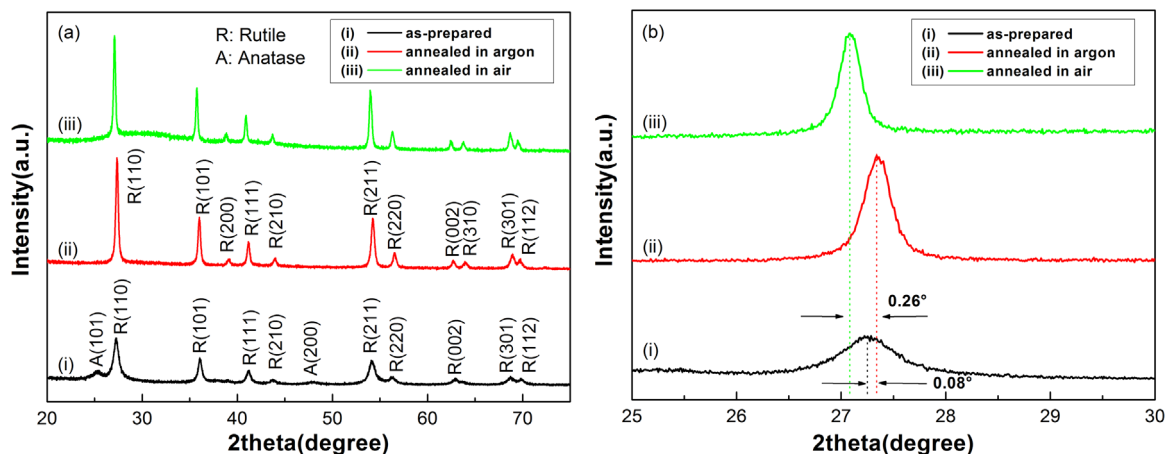 (a)
R: Rutile
A: Anatase
(i) as-prepared
(ii) annealed in argon
(iii) annealed in air
(iii)
R(110)
R(101)
R(200)
R(111)
R(210)
R(211)
R(220)
R(002)
R(310)
R(301)
R(112)
(ii)
A(101)
R(110)
R(101)
R(111)
R(210)
A(200)
R(211)
R(220)
R(002)
R(301)
R(112)
(i)
Intensity(a.u.)
20 30 40 50 60 70
2theta(degree)
(b)
(i) as-prepared
(ii) annealed in argon
(iii) annealed in air
(iii)
(ii)
0.26°
(i)
0.08°
Intensity(a.u.)
25 26 27 28 29 30
2theta(degree)